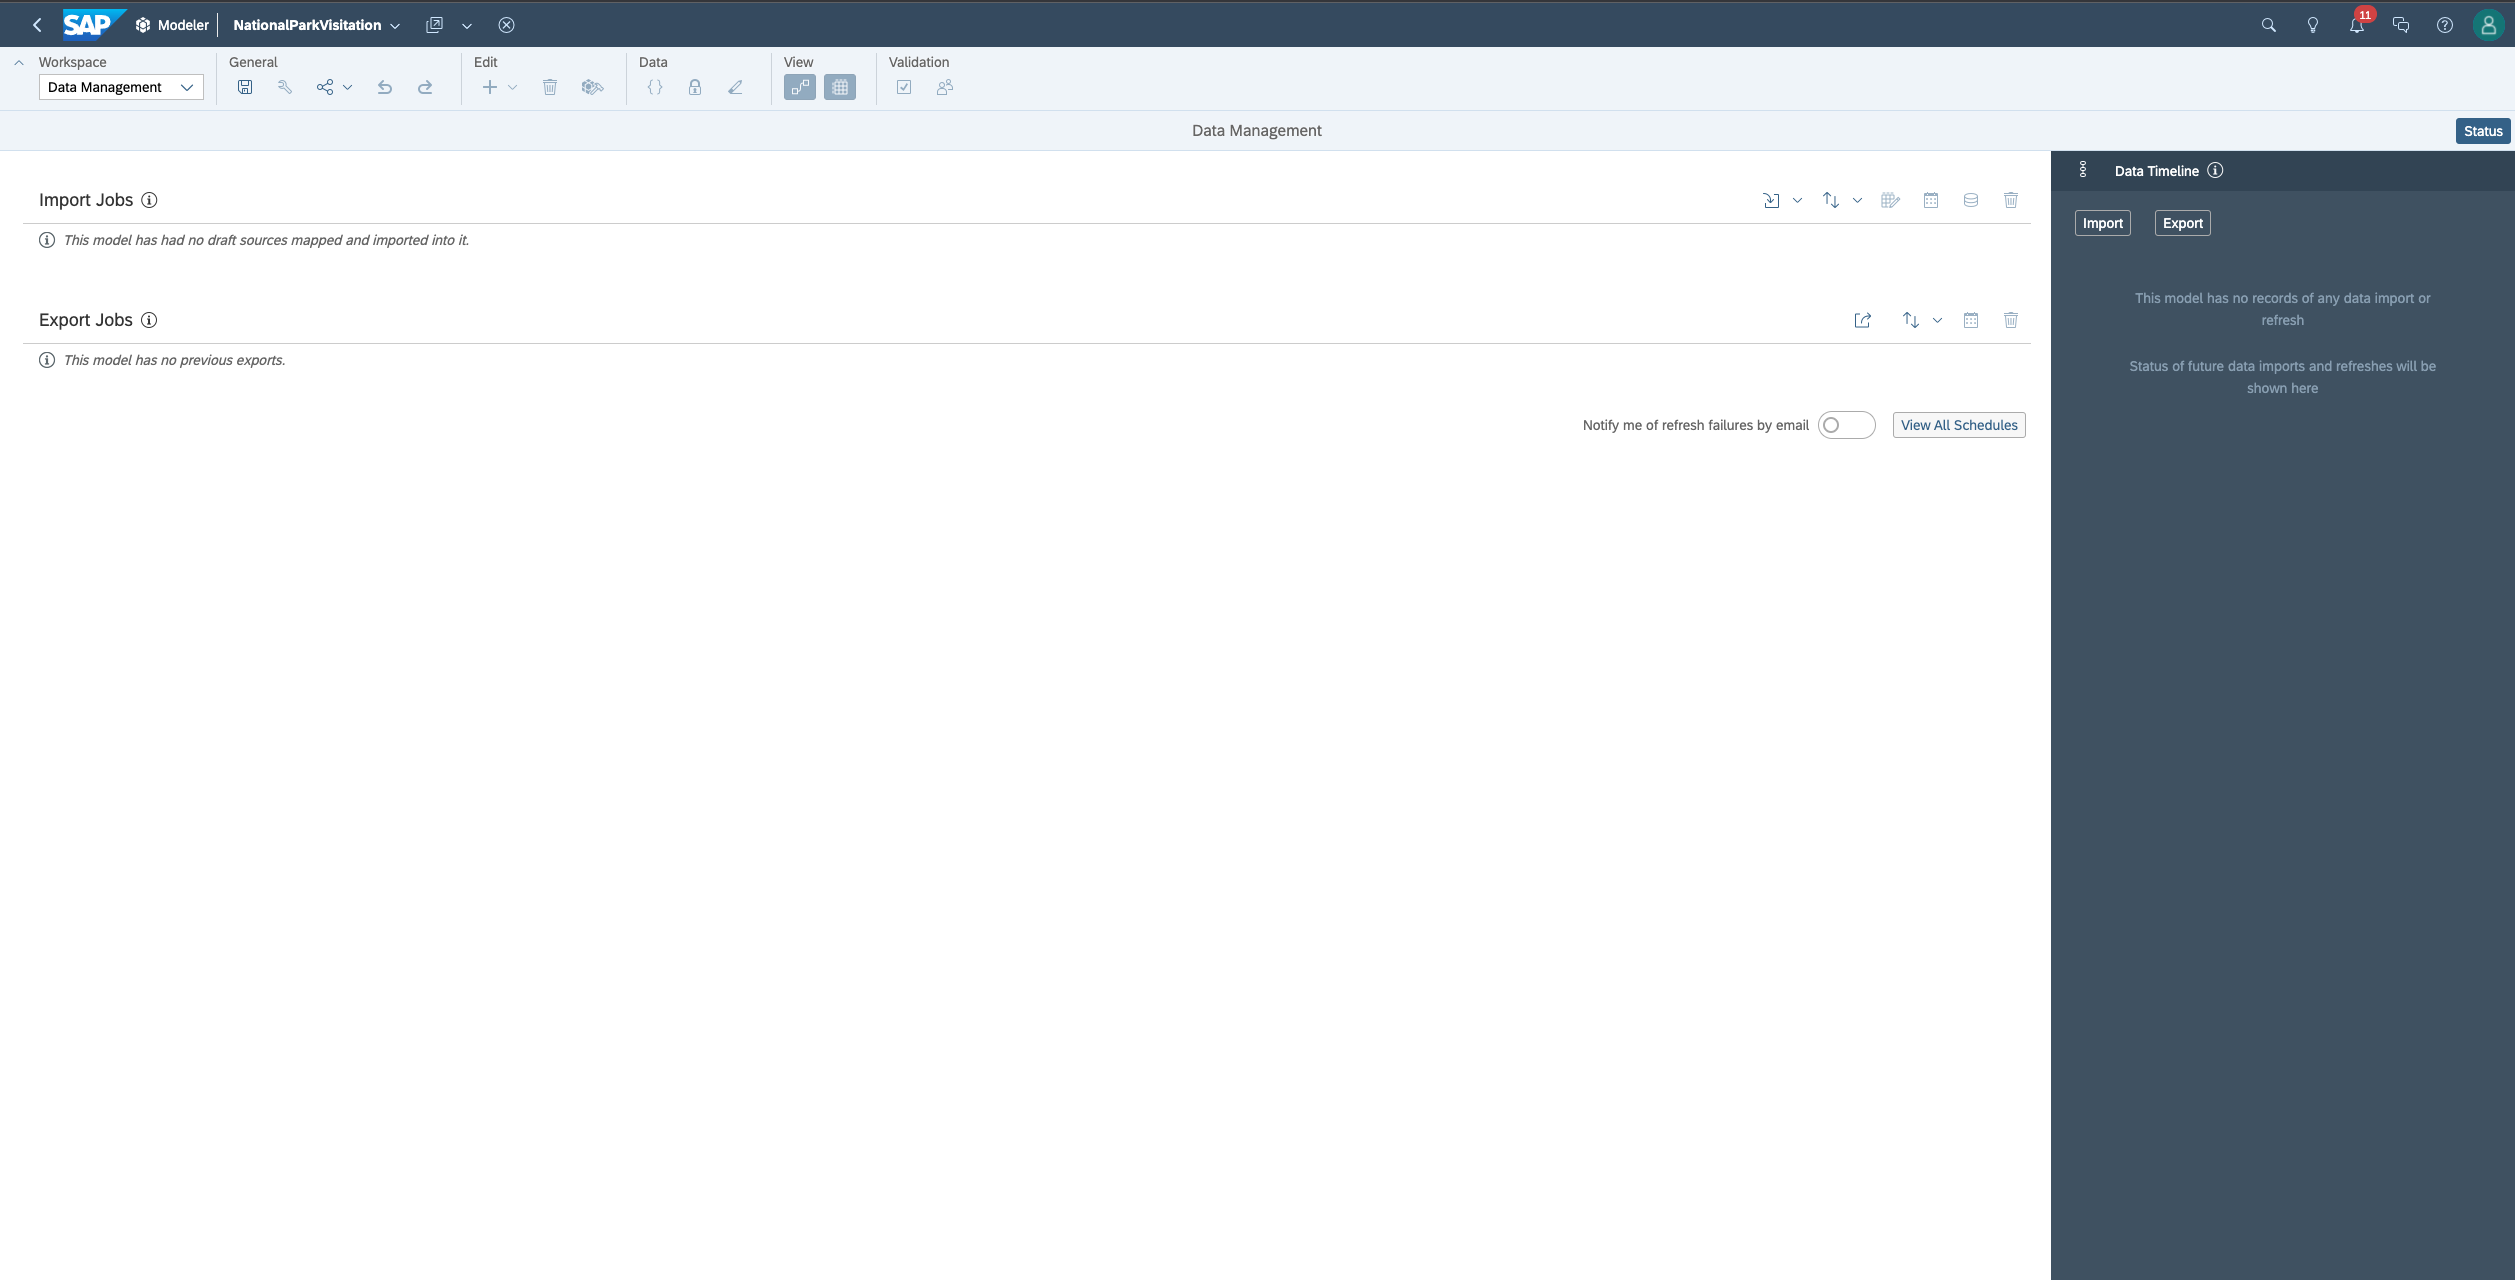 SAP Modeler NationalParkVisitation
11
Workspace General Edit Data View Validation
Data Management
Data Management
Status
Import Jobs
This model has had no draft sources mapped and imported into it.
Export Jobs
This model has no previous exports.
Notify me of refresh failures by email View All Schedules
Data Timeline
Import Export
This model has no records of any data import or
refresh
Status of future data imports and refreshes will be
shown here